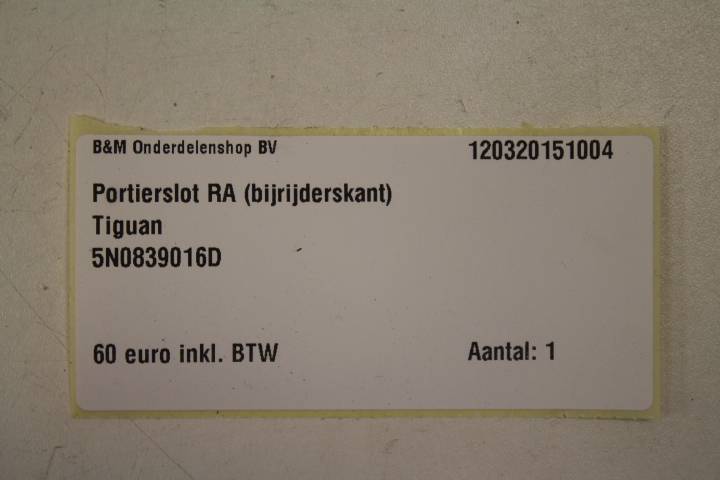 B&M Onderdelenshop BV 120320151004
Portierslot RA (bijrijderskant)
Tiguan
5N0839016D
60 euro inkl. BTW Aantal: 1